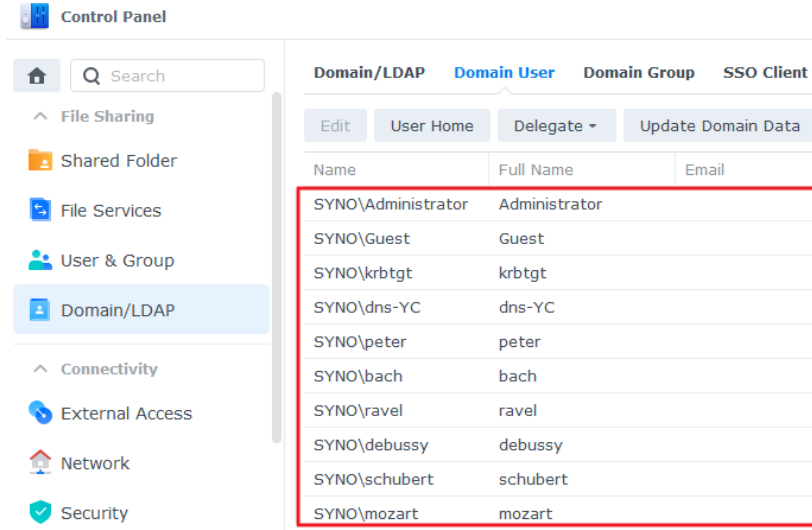 Control Panel
Search
File Sharing
Shared Folder
File Services
User & Group
Domain/LDAP
Connectivity
External Access
Network
Security
Domain/LDAP Domain User Domain Group SSO Client
Edit User Home Delegate Update Domain Data
Name Full Name Email
SYNO\Administrator Administrator
SYNO\Guest Guest
SYNO\krbtgt krbtgt
SYNO\dns-YC dns-YC
SYNO\peter peter
SYNO\bach bach
SYNO\ravel ravel
SYNO\debussy debussy
SYNO\schubert schubert
SYNO\mozart mozart